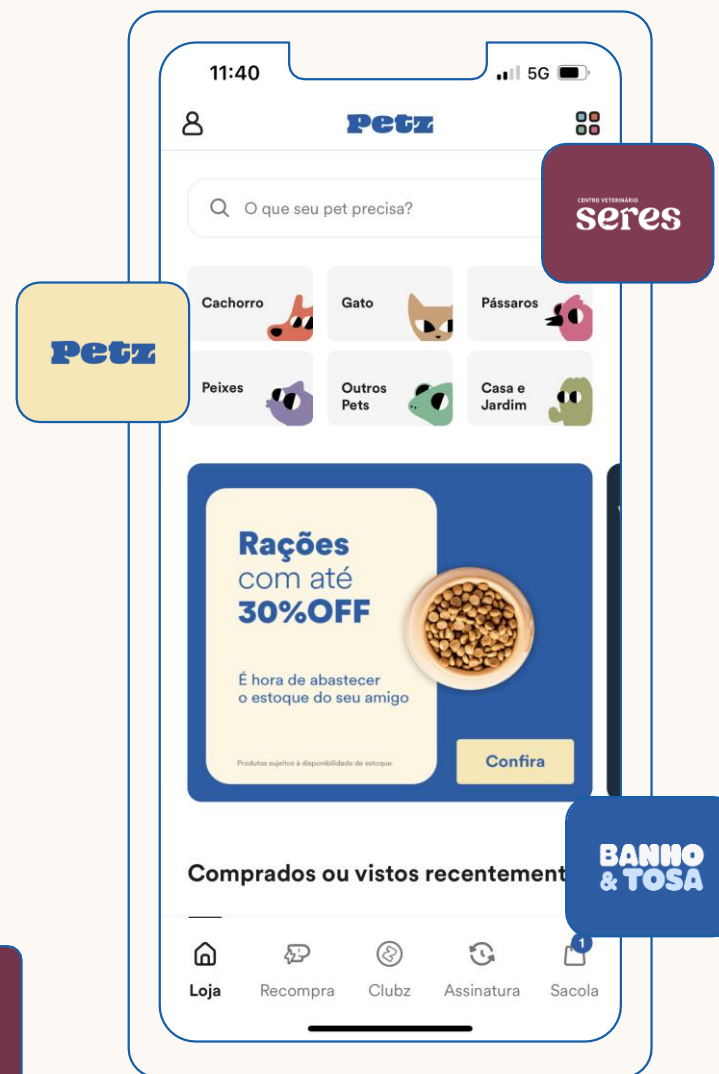 11:40
5G
Petz
O que seu pet precisa?
CENTRO VETERINÁRIO
seres
Cachorro
Gato
Pássaros
Petz
Peixes
Outros
Pets
Casa e
Jardim
Rações
com até
30%OFF
É hora de abastecer
o estoque do seu amigo
Produtos sujeitos à disponibilidade de estoque.
Confira
BANHO
& TOSA
Comprados ou vistos recentement
1
Loja
Recompra
Clubz
Assinatura
Sacola